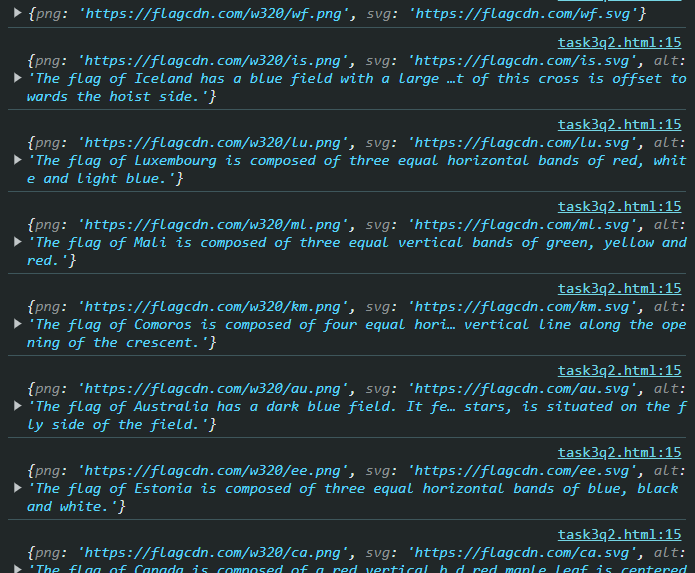 {png: 'https://flagcdn.com/w320/wf.png', svg: 'https://flagcdn.com/wf.svg'}
task3q2.html:15
{png: 'https://flagcdn.com/w320/is.png', svg: 'https://flagcdn.com/is.svg', alt:
'The flag of Iceland has a blue field with a large …t of this cross is offset to
wards the hoist side.'}
task3q2.html:15
{png: 'https://flagcdn.com/w320/lu.png', svg: 'https://flagcdn.com/lu.svg', alt:
'The flag of Luxembourg is composed of three equal horizontal bands of red, whit
e and light blue.'}
task3q2.html:15
{png: 'https://flagcdn.com/w320/ml.png', svg: 'https://flagcdn.com/ml.svg', alt:
'The flag of Mali is composed of three equal vertical bands of green, yellow and
red.'}
task3q2.html:15
{png: 'https://flagcdn.com/w320/km.png', svg: 'https://flagcdn.com/km.svg', alt:
'The flag of Comoros is composed of four equal hori… vertical line along the ope
ning of the crescent.'}
task3q2.html:15
{png: 'https://flagcdn.com/w320/au.png', svg: 'https://flagcdn.com/au.svg', alt:
'The flag of Australia has a dark blue field. It fe… stars, is situated on the f
ly side of the field.'}
task3q2.html:15
{png: 'https://flagcdn.com/w320/ee.png', svg: 'https://flagcdn.com/ee.svg', alt:
'The flag of Estonia is composed of three equal horizontal bands of blue, black
and white.'}
task3q2.html:15
{png: 'https://flagcdn.com/w320/ca.png', svg: 'https://flagcdn.com/ca.svg', alt:
'The flag of Canada is composed of a red vertical b…d red maple leaf is centered